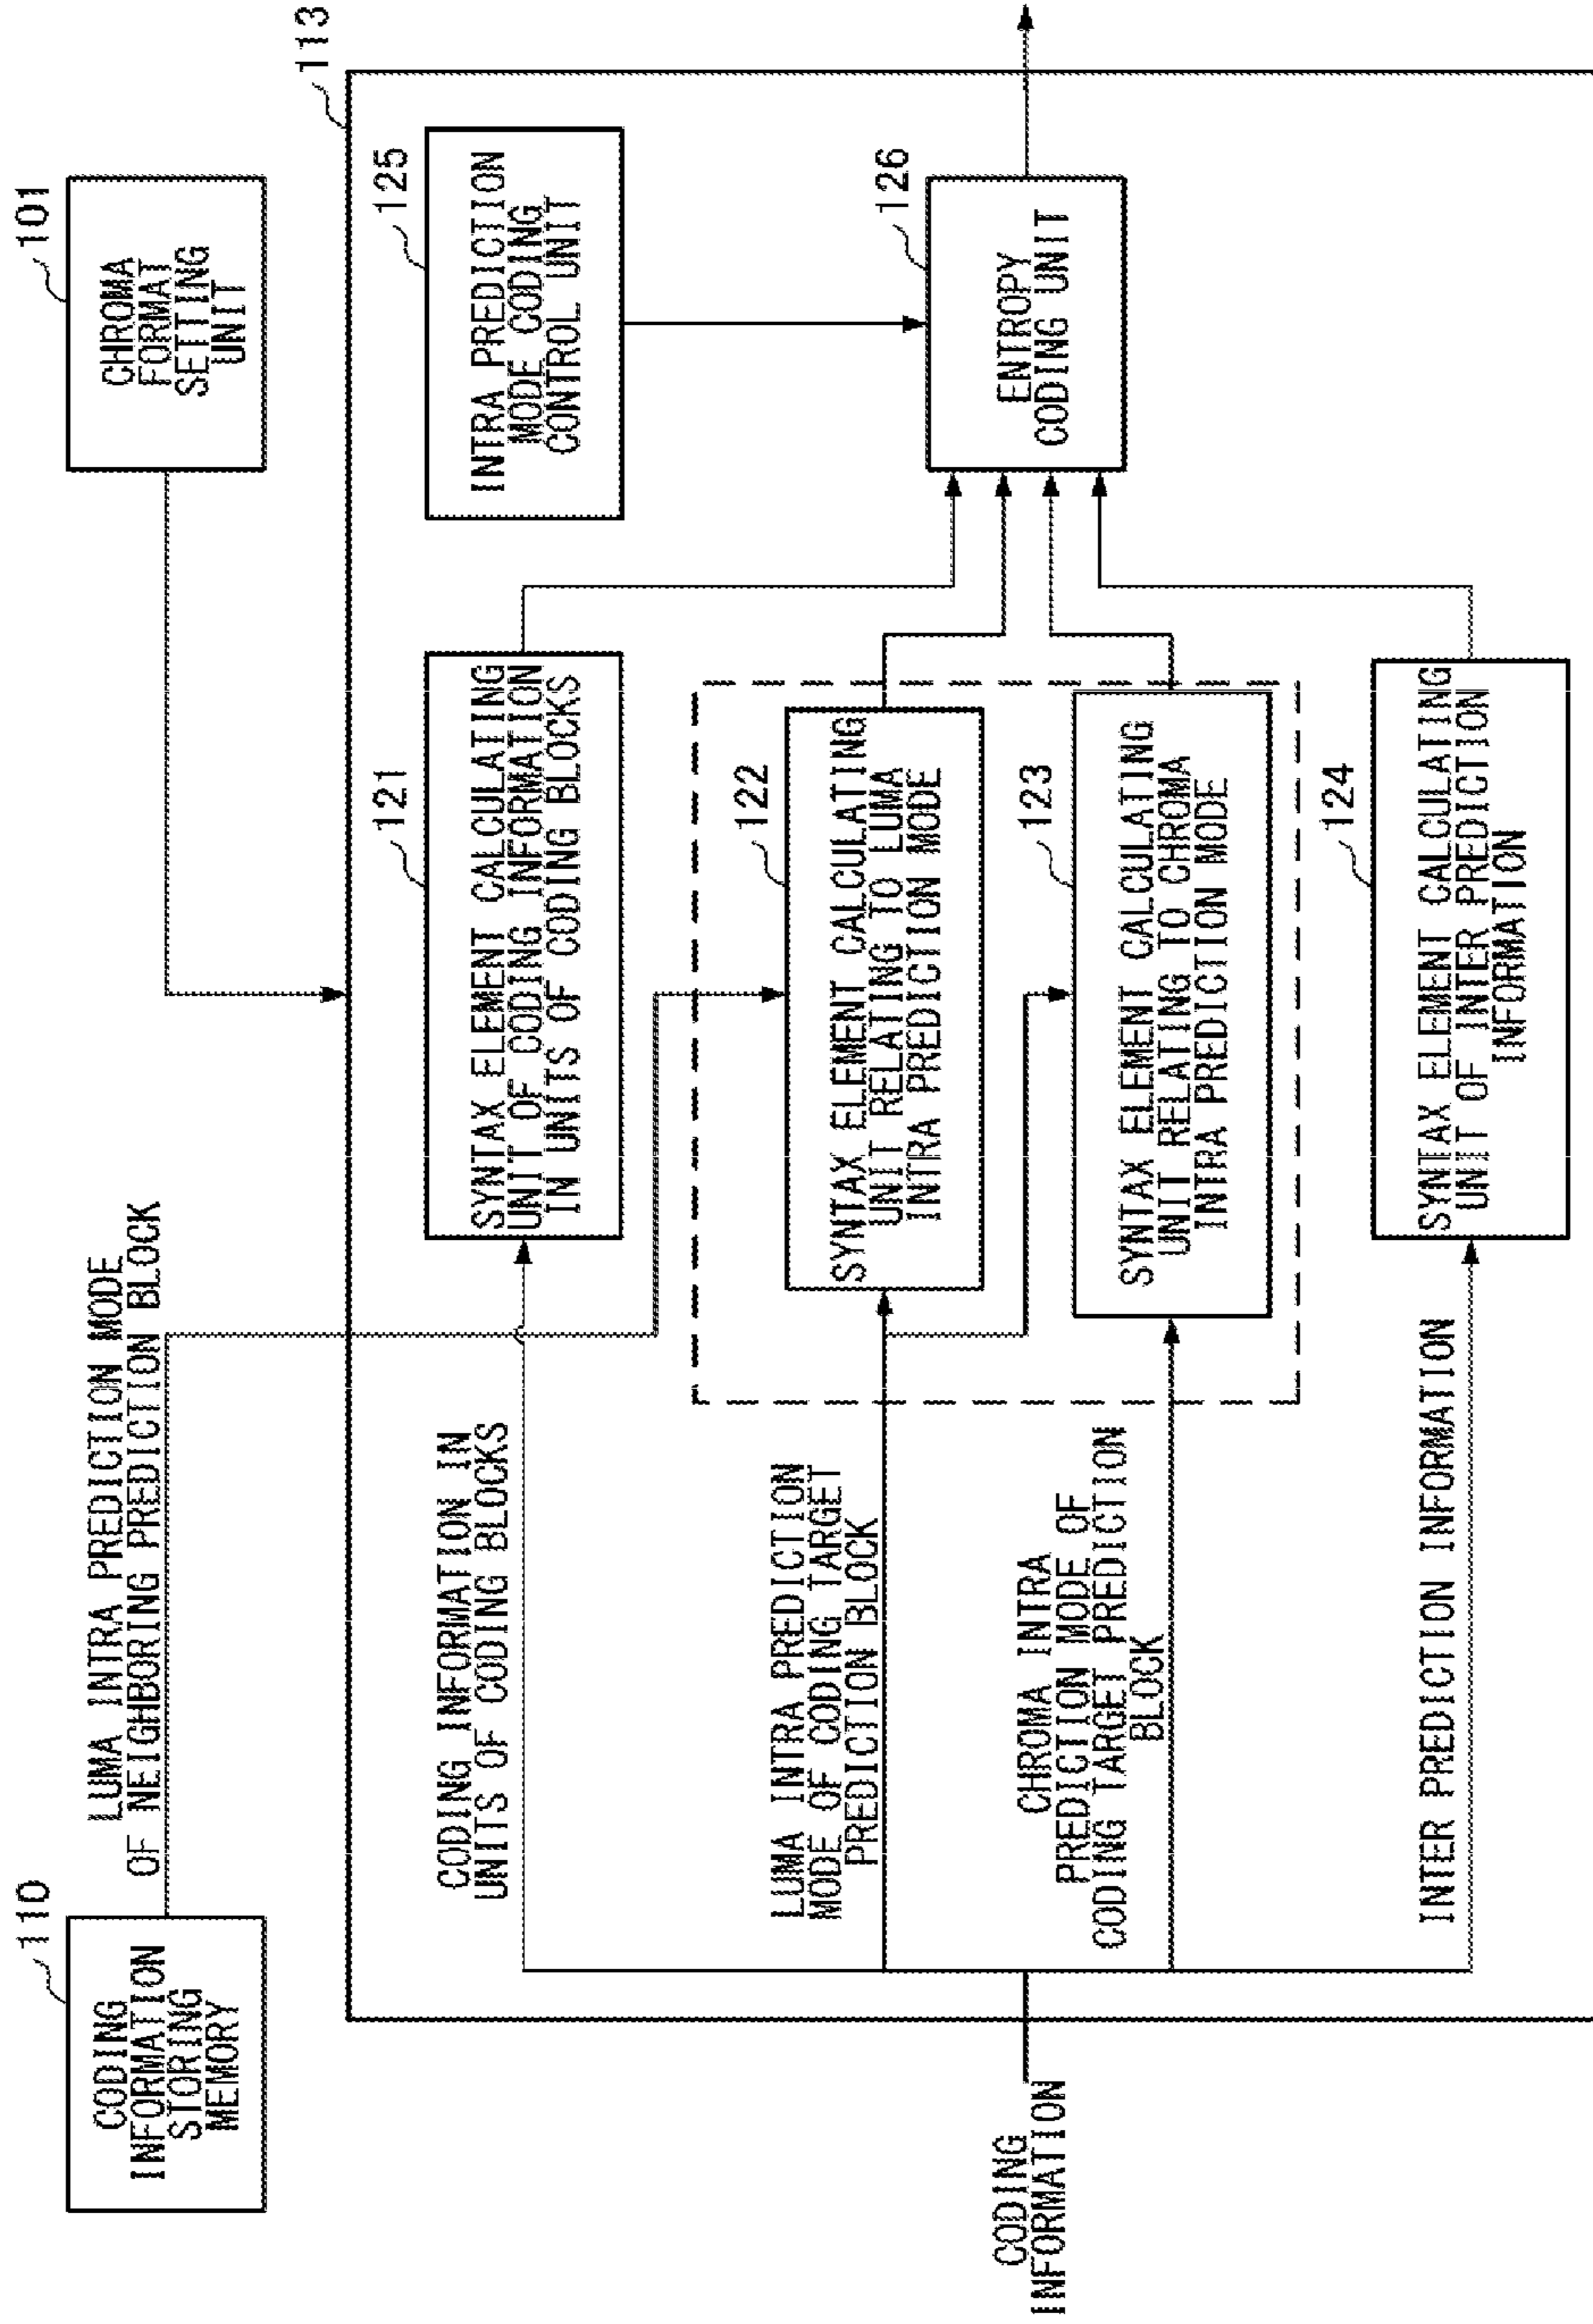 110
CODING
INFORMATION
STORING
MEMORY
LUMA INTRA PREDICTION MODE
OF NEIGHBORING PREDICTION BLOCK
101
CHROMA
FORMAT
SETTING
UNIT
113
CODING
INFORMATION
CODING INFORMATION IN
UNITS OF CODING BLOCKS
121
SYNTAX ELEMENT CALCULATING
UNIT OF CODING INFORMATION
IN UNITS OF CODING BLOCKS
125
INTRA PREDICTION
MODE CODING
CONTROL UNIT
LUMA INTRA PREDICTION
MODE OF CODING TARGET
PREDICTION BLOCK
122
SYNTAX ELEMENT CALCULATING
UNIT RELATING TO LUMA
INTRA PREDICTION MODE
126
ENTROPY
CODING UNIT
CHROMA INTRA
PREDICTION MODE OF
CODING TARGET PREDICTION
BLOCK
123
SYNTAX ELEMENT CALCULATING
UNIT RELATING TO CHROMA
INTRA PREDICTION MODE
INTER PREDICTION INFORMATION
124
SYNTAX ELEMENT CALCULATING
UNIT OF INTER PREDICTION
INFORMATION